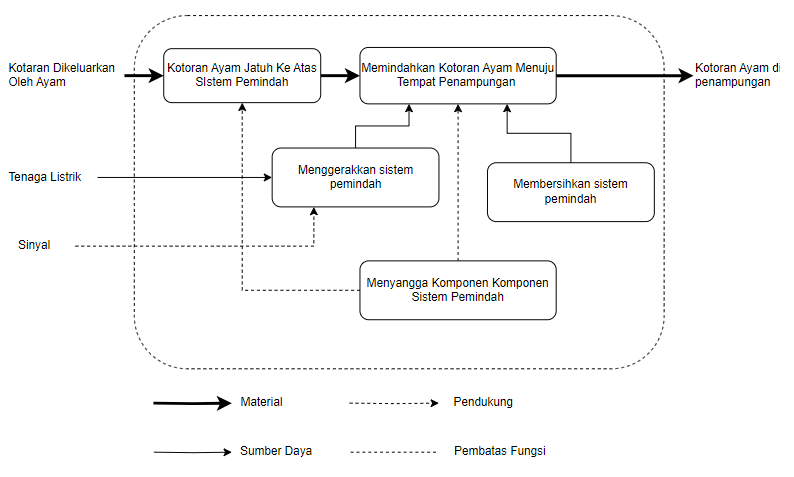 Kotaran Dikeluarkan
Oleh Ayam
Kotoran Ayam Jatuh Ke Atas
SIstem Pemindah
Memindahkan Kotoran Ayam Menuju
Tempat Penampungan
Kotoran Ayam di
penampungan
Tenaga Listrik
Menggerakkan sistem
pemindah
Membersihkan sistem
pemindah
Sinyal
Menyangga Komponen Komponen
Sistem Pemindah
Material
Pendukung
Sumber Daya
Pembatas Fungsi